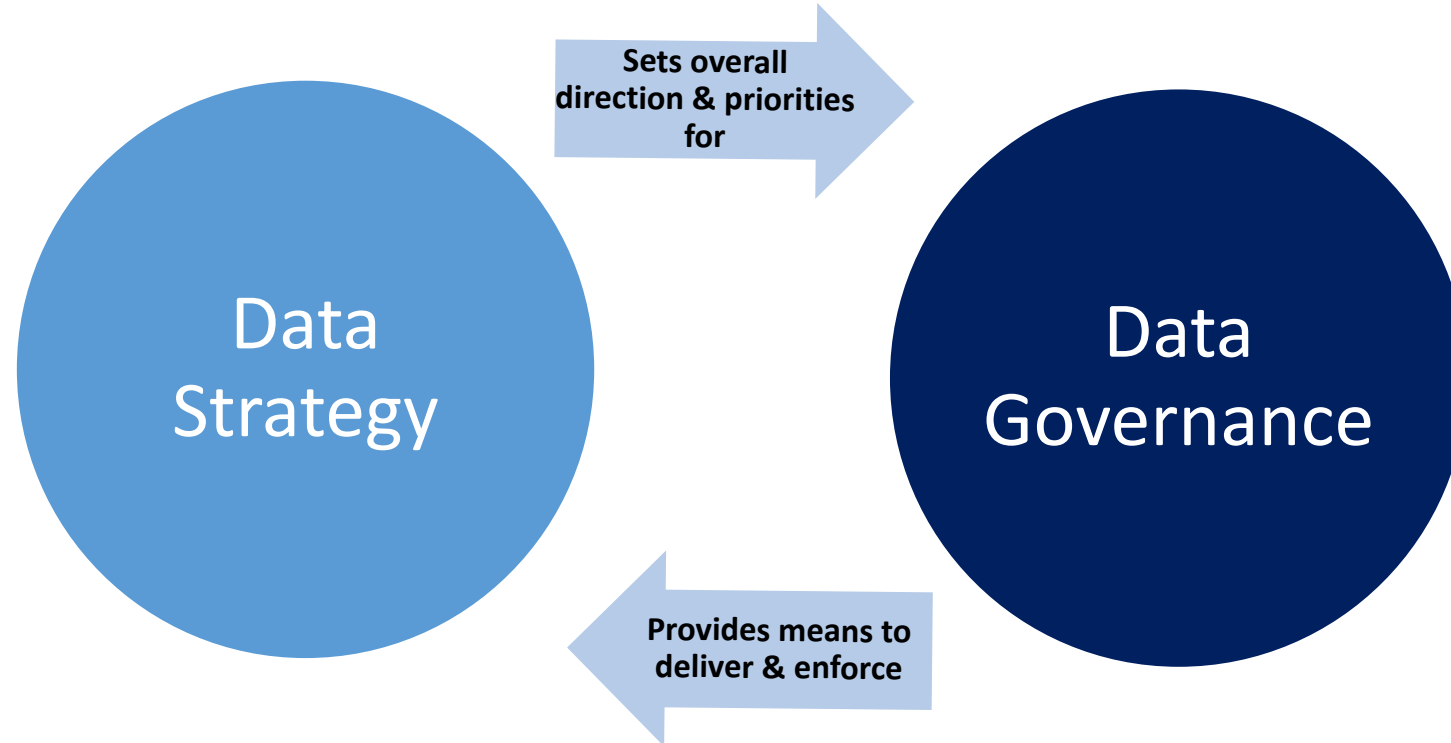 Sets overall
direction & priorities
for
Data
Strategy
Data
Governance
Provides means to
deliver & enforce